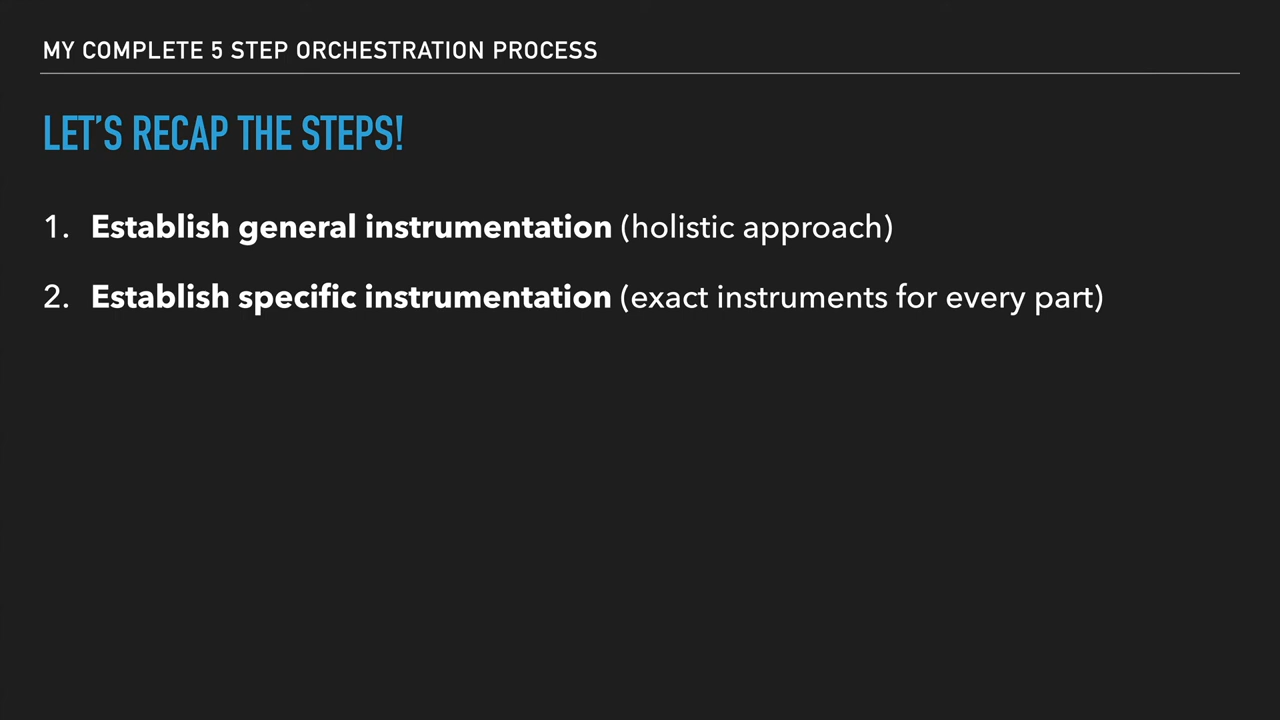 MY COMPLETE 5 STEP ORCHESTRATION PROCESS
LET'S RECAP THE STEPS!
1. Establish general instrumentation (holistic approach)
2. Establish specific instrumentation (exact instruments for every part)